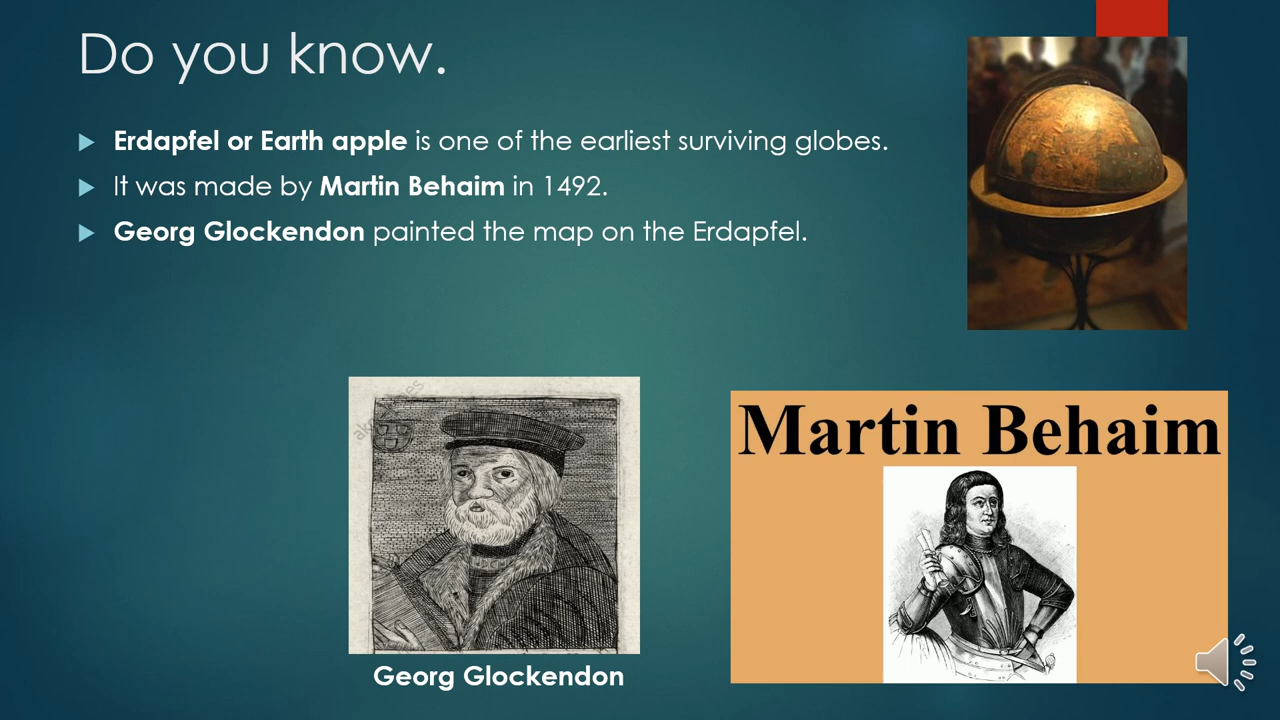 Do you know.
Erdapfel or Earth apple is one of the earliest surviving globes.
It was made by Martin Behaim in 1492.
Georg Glockendon painted the map on the Erdapfel.
Martin Behaim
Georg Glockendon